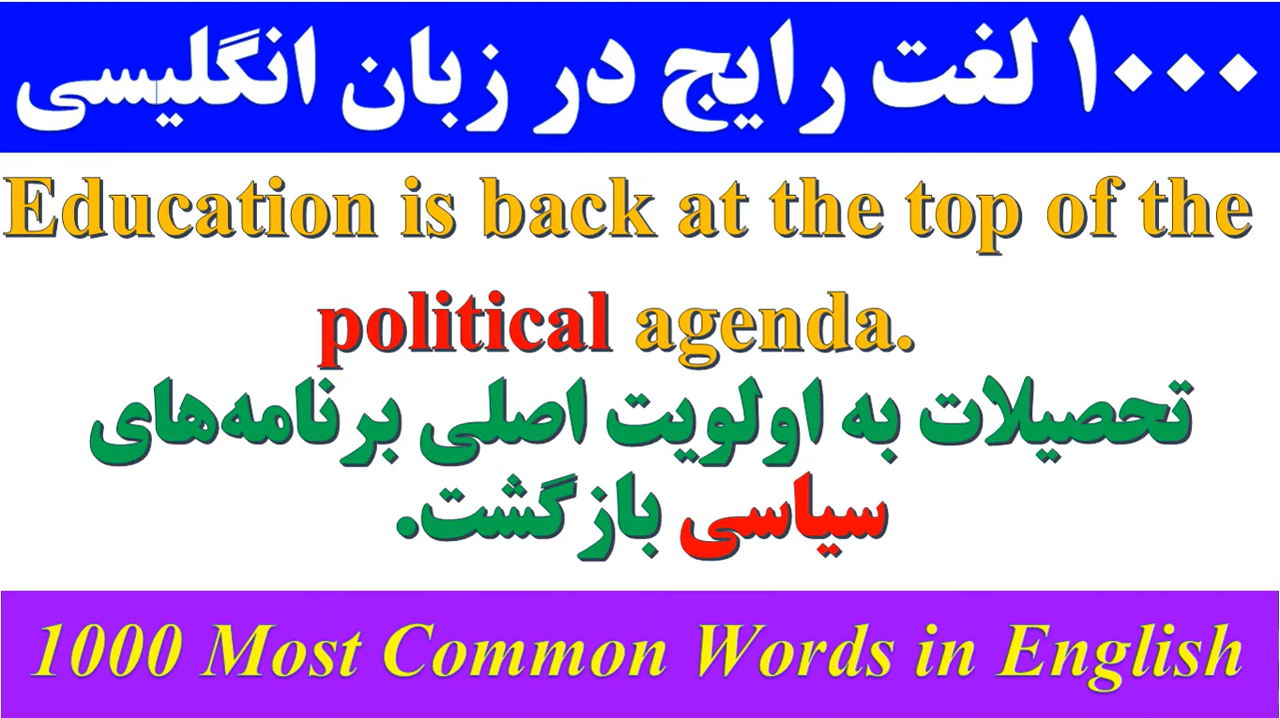 ۱۰۰۰ لغت رایج در زبان انگلیسی
Education is back at the top of the
political agenda.
تحصیلات به اولویت اصلی برنامه‌های
سیاسی بازگشت.
1000 Most Common Words in English